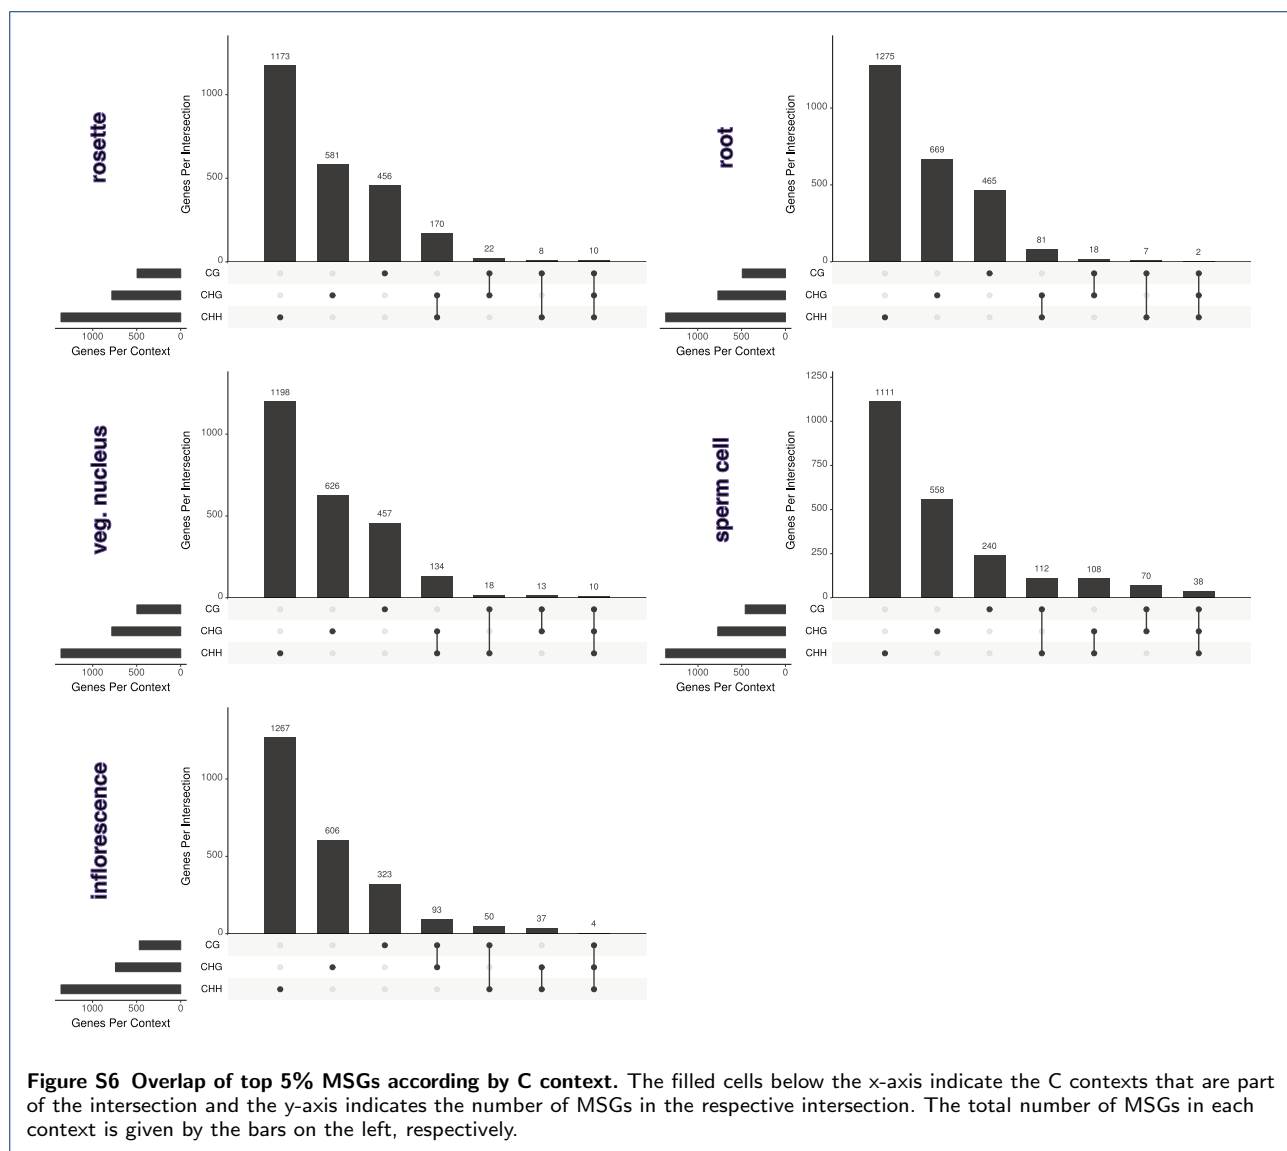 rosette
Genes Per Intersection
1000
500
0
1173
581
456
170
22
8
10
CG
CHG
CHH
1000 500 0
Genes Per Context
root
Genes Per Intersection
1000
500
0
1275
669
465
81
18
7
2
CG
CHG
CHH
1000 500 0
Genes Per Context
veg. nucleus
Genes Per Intersection
1000
500
0
1198
626
457
134
18
13
10
CG
CHG
CHH
1000 500 0
Genes Per Context
sperm cell
Genes Per Intersection
1250
1000
750
500
250
0
1111
558
240
112
108
70
38
CG
CHG
CHH
1000 500 0
Genes Per Context
inflorescence
Genes Per Intersection
1000
500
0
1267
606
323
93
50
37
4
CG
CHG
CHH
1000 500 0
Genes Per Context
Figure S6 Overlap of top 5% MSGs according by C context. The filled cells below the x-axis indicate the C contexts that are part
of the intersection and the y-axis indicates the number of MSGs in the respective intersection. The total number of MSGs in each
context is given by the bars on the left, respectively.